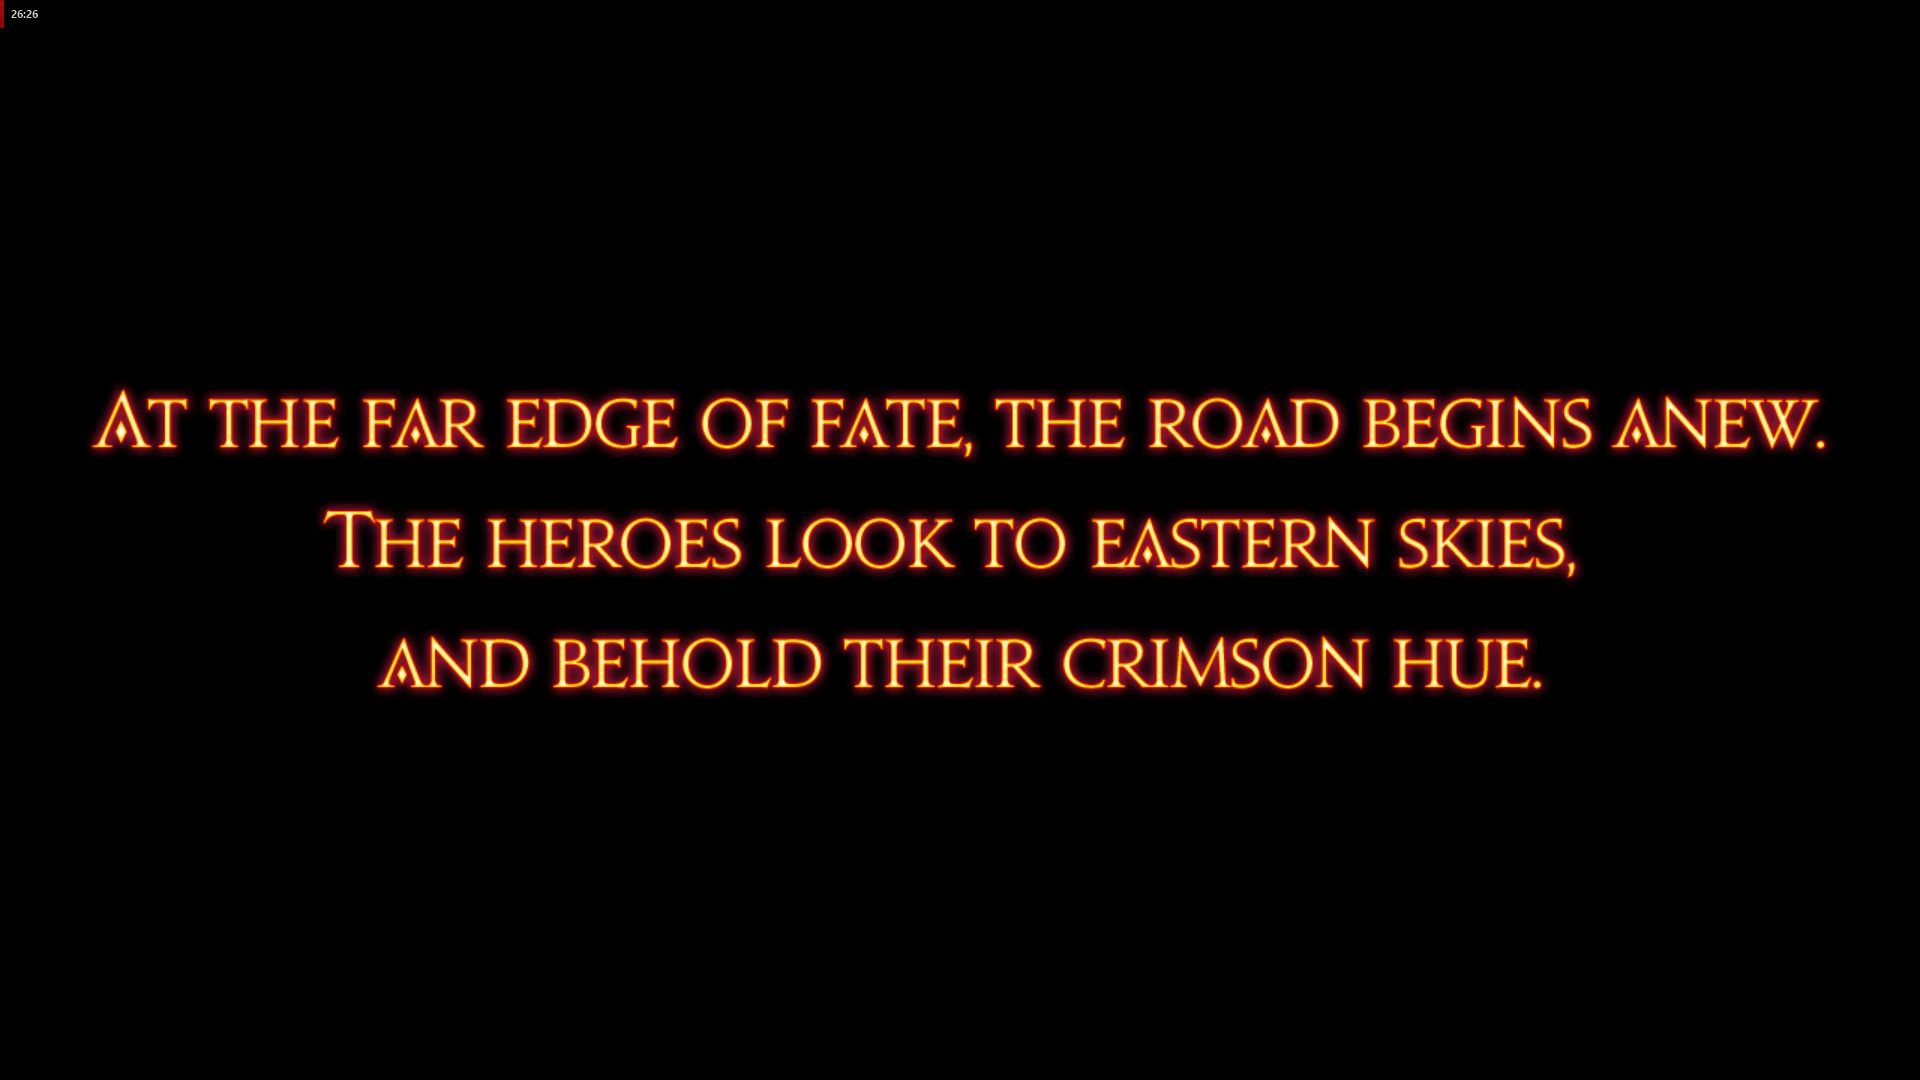 26:26
At the far edge of fate, the road begins anew.
The heroes look to eastern skies,
and behold their crimson hue.